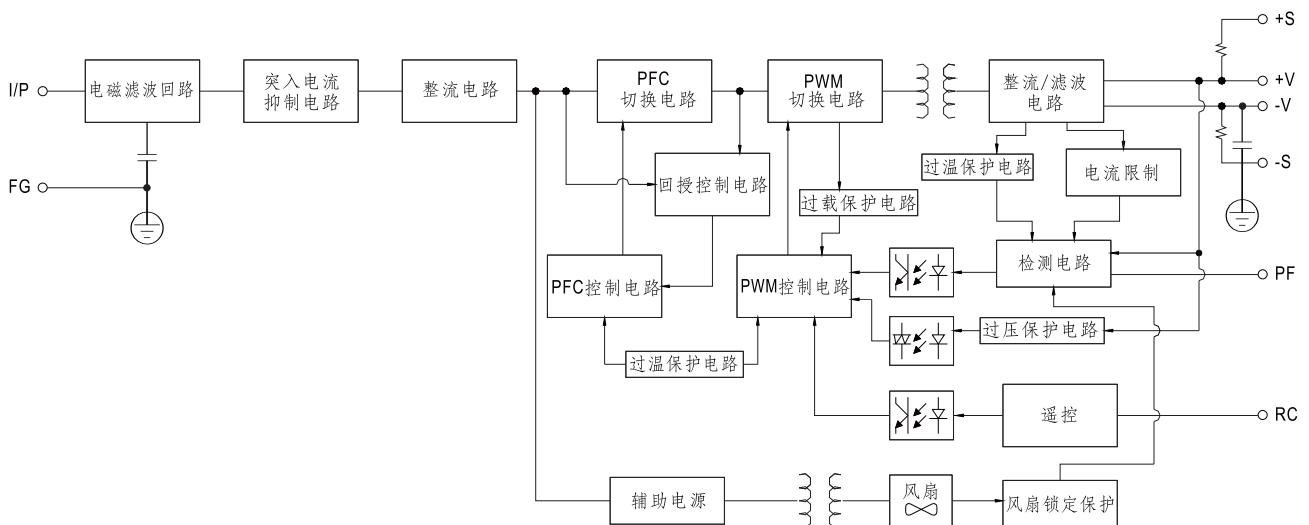 +S
I/P
电磁滤波回路
突入电流
抑制电路
整流电路
PFC
切换电路
PWM
切换电路
整流/滤波
电路
+V
-V
-S
FG
回授控制电路
过载保护电路
过温保护电路
电流限制
PFC控制电路
PWM控制电路
检测电路
PF
过温保护电路
过压保护电路
遥控
RC
辅助电源
风扇
风扇锁定保护